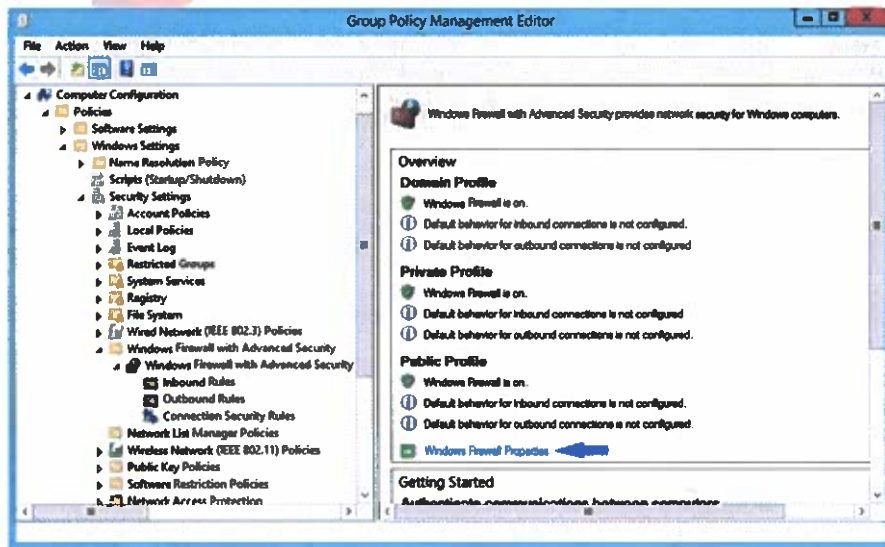 Group Policy Management Editor
File Action View Help
Computer Configuration
Policies
Software Settings
Windows Settings
Name Resolution Policy
Scripts (Startup/Shutdown)
Security Settings
Account Policies
Local Policies
Event Log
Restricted Groups
System Services
Registry
File System
Wired Network (IEEE 802.3) Policies
Windows Firewall with Advanced Security
Windows Firewall with Advanced Security
Inbound Rules
Outbound Rules
Connection Security Rules
Network List Manager Policies
Wireless Network (IEEE 802.11) Policies
Public Key Policies
Software Restriction Policies
Network Access Protection
Windows Firewall with Advanced Security provides network security for Windows computers.
Overview
Domain Profile
Windows Firewall is on.
Default behavior for inbound connections is not configured.
Default behavior for outbound connections is not configured
Private Profile
Windows Firewall is on.
Default behavior for inbound connections is not configured
Default behavior for outbound connections is not configured.
Public Profile
Windows Firewall is on.
Default behavior for inbound connections is not configured.
Default behavior for outbound connections is not configured.
Windows Firewall Properties
Getting Started
Authenticate communications between computers